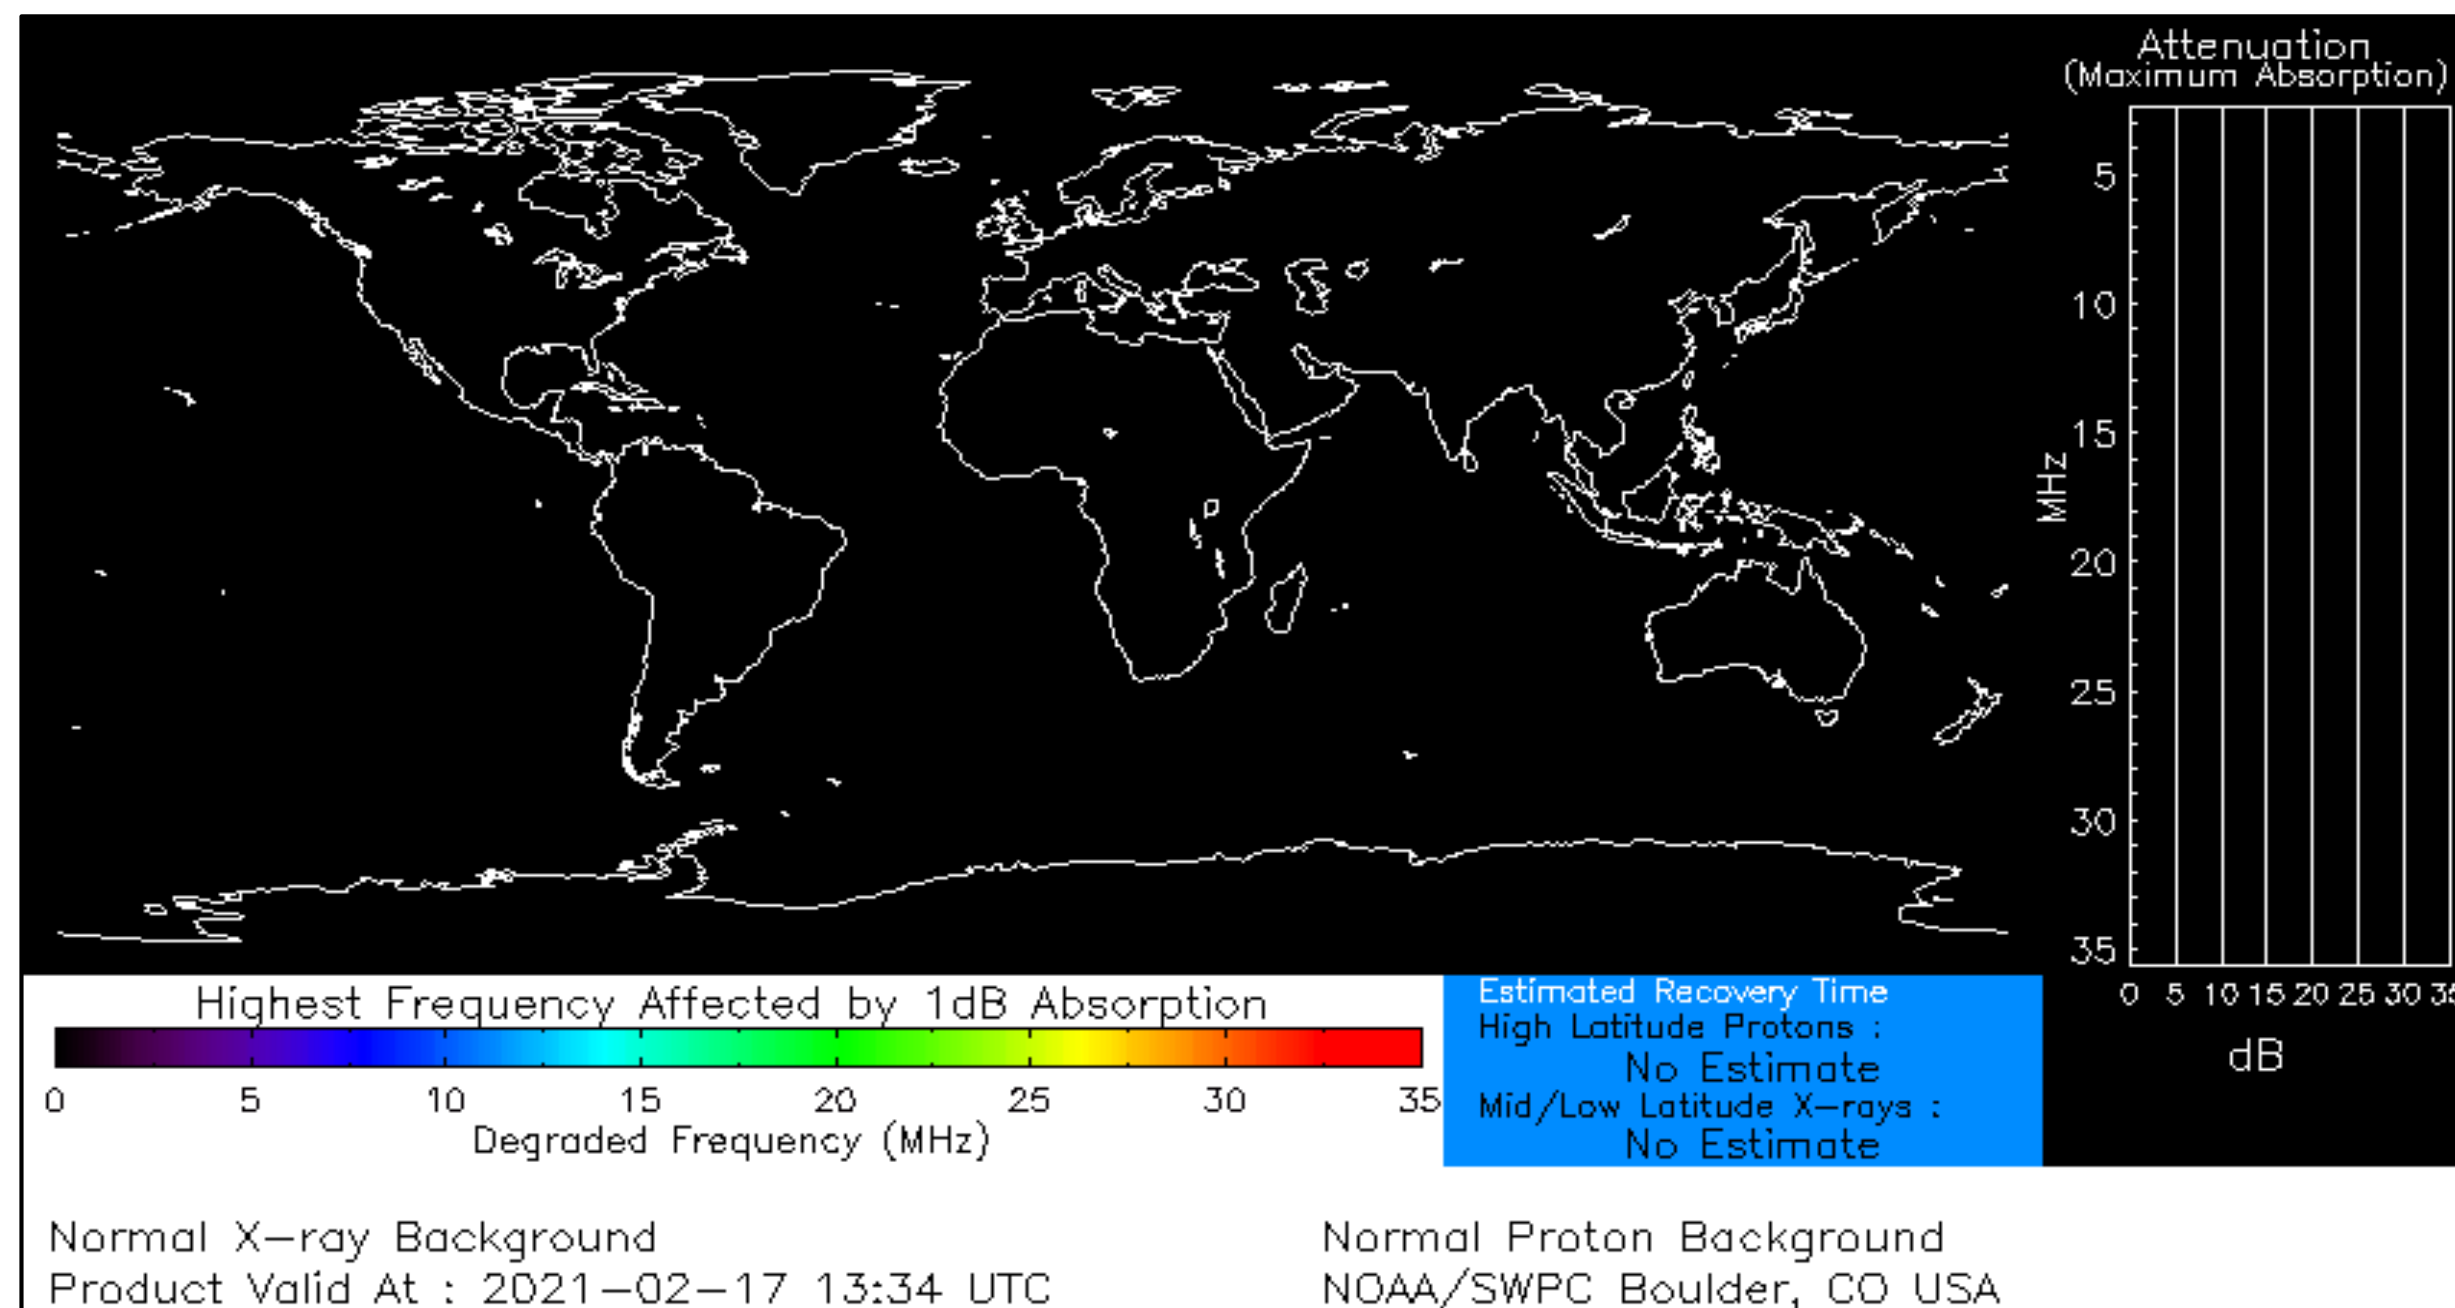 Attenuation
(Maximum Absorption)
5
10
15
20
25
30
35
MHz
0 5 10 15 20 25 30 35
dB
Highest Frequency Affected by 1dB Absorption
0 5 10 15 20 25 30 35
Degraded Frequency (MHz)
Estimated Recovery Time
High Latitude Protons :
No Estimate
Mid/Low Latitude X-rays :
No Estimate
Normal X-ray Background
Normal Proton Background
Product Valid At : 2021-02-17 13:34 UTC
NOAA/SWPC Boulder, CO USA